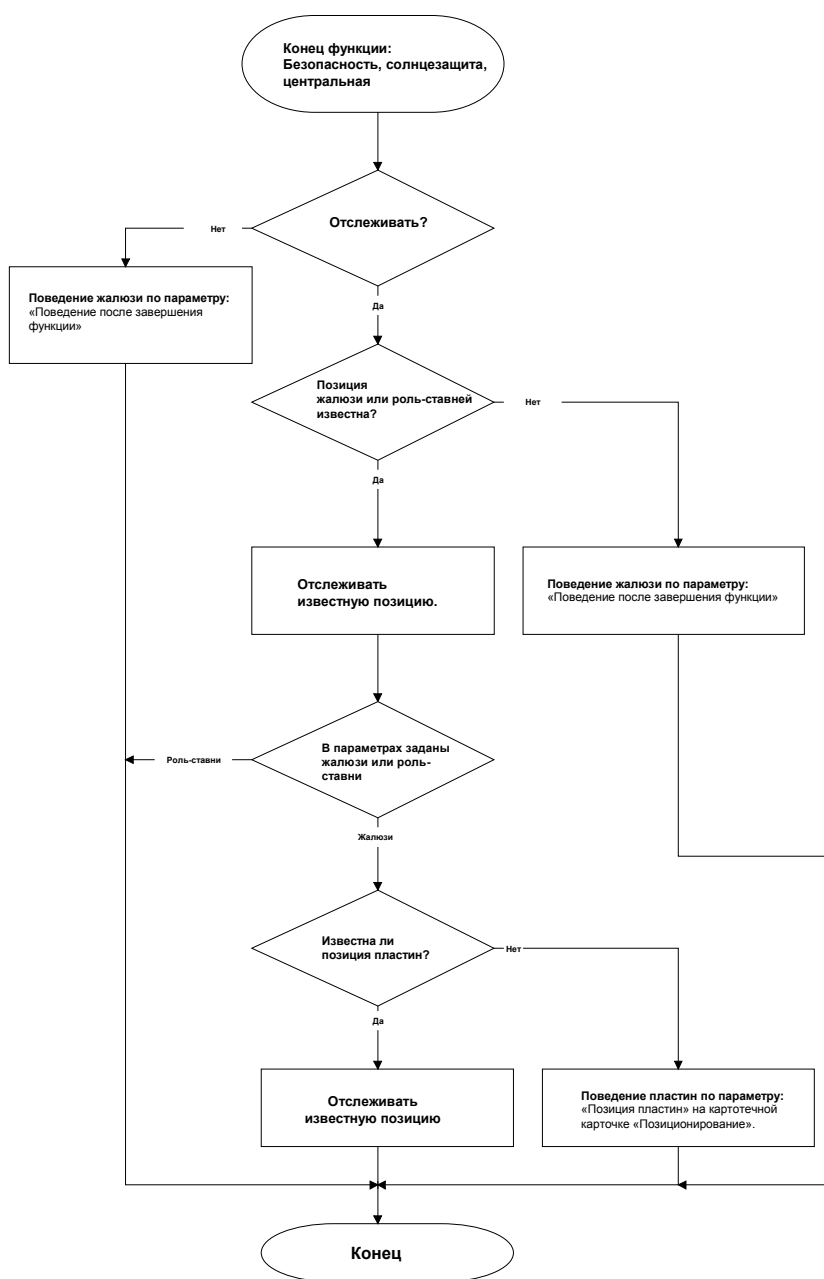 Конец функции:
Безопасность, солнцезащита,
центральная
Отслеживать?
Нет
Поведение жалюзи по параметру:
«Поведение после завершения
функции»
Да
Позиция
жалюзи или роль-ставней
известна?
Нет
Да
Отслеживать
известную позицию.
Поведение жалюзи по параметру:
«Поведение после завершения функции»
В параметрах заданы
жалюзи или роль-
ставни
Роль-ставни
Жалюзи
Известна ли
позиция пластин?
Нет
Да
Отслеживать
известную позицию
Поведение пластин по параметру:
«Позиция пластин» на картотечной
карточке «Позиционирование».
Конец